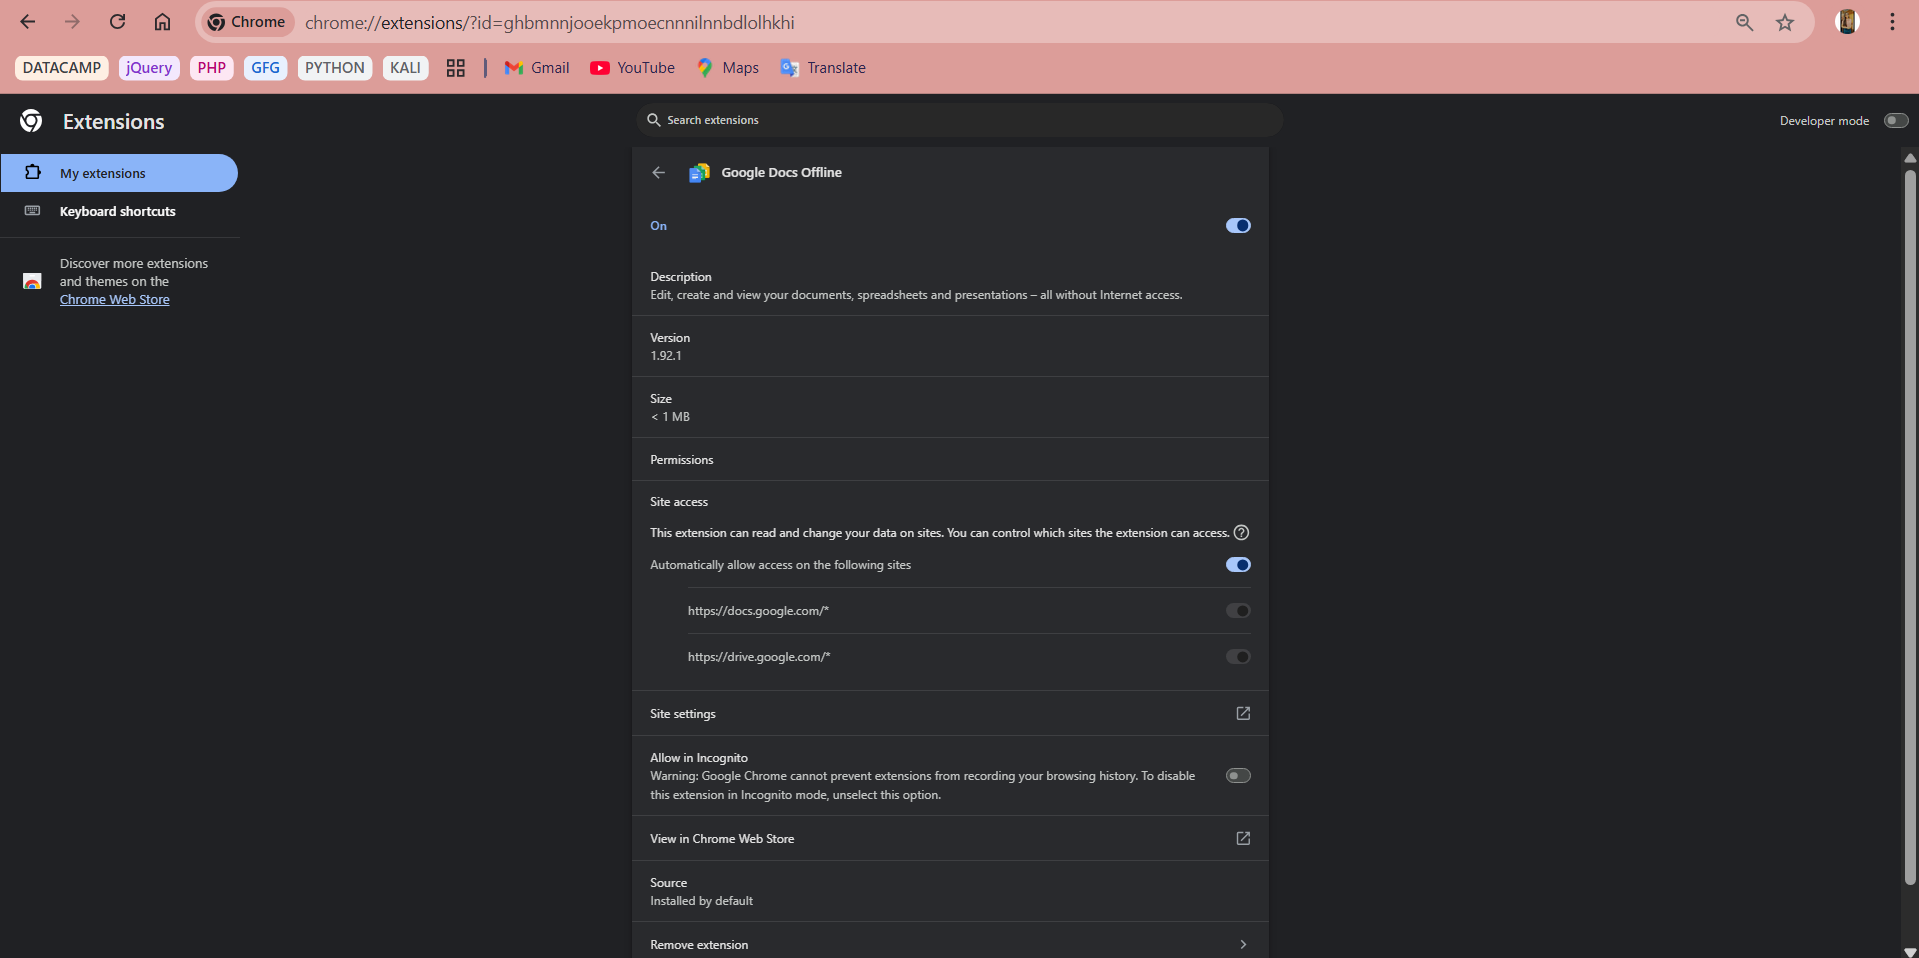 Chrome
chrome://extensions/?id=ghbmnnjooekpmoecnnnilnnbdlolhkhi
DATACAMP jQuery PHP GFG PYTHON KALI Gmail YouTube Maps Translate
Extensions
Search extensions
Developer mode
My extensions
Keyboard shortcuts
Discover more extensions
and themes on the
Chrome Web Store
Google Docs Offline
On
Description
Edit, create and view your documents, spreadsheets and presentations – all without Internet access.
Version
1.92.1
Size
< 1 MB
Permissions
Site access
This extension can read and change your data on sites. You can control which sites the extension can access.
Automatically allow access on the following sites
https://docs.google.com/*
https://drive.google.com/*
Site settings
Allow in Incognito
Warning: Google Chrome cannot prevent extensions from recording your browsing history. To disable
this extension in Incognito mode, unselect this option.
View in Chrome Web Store
Source
Installed by default
Remove extension